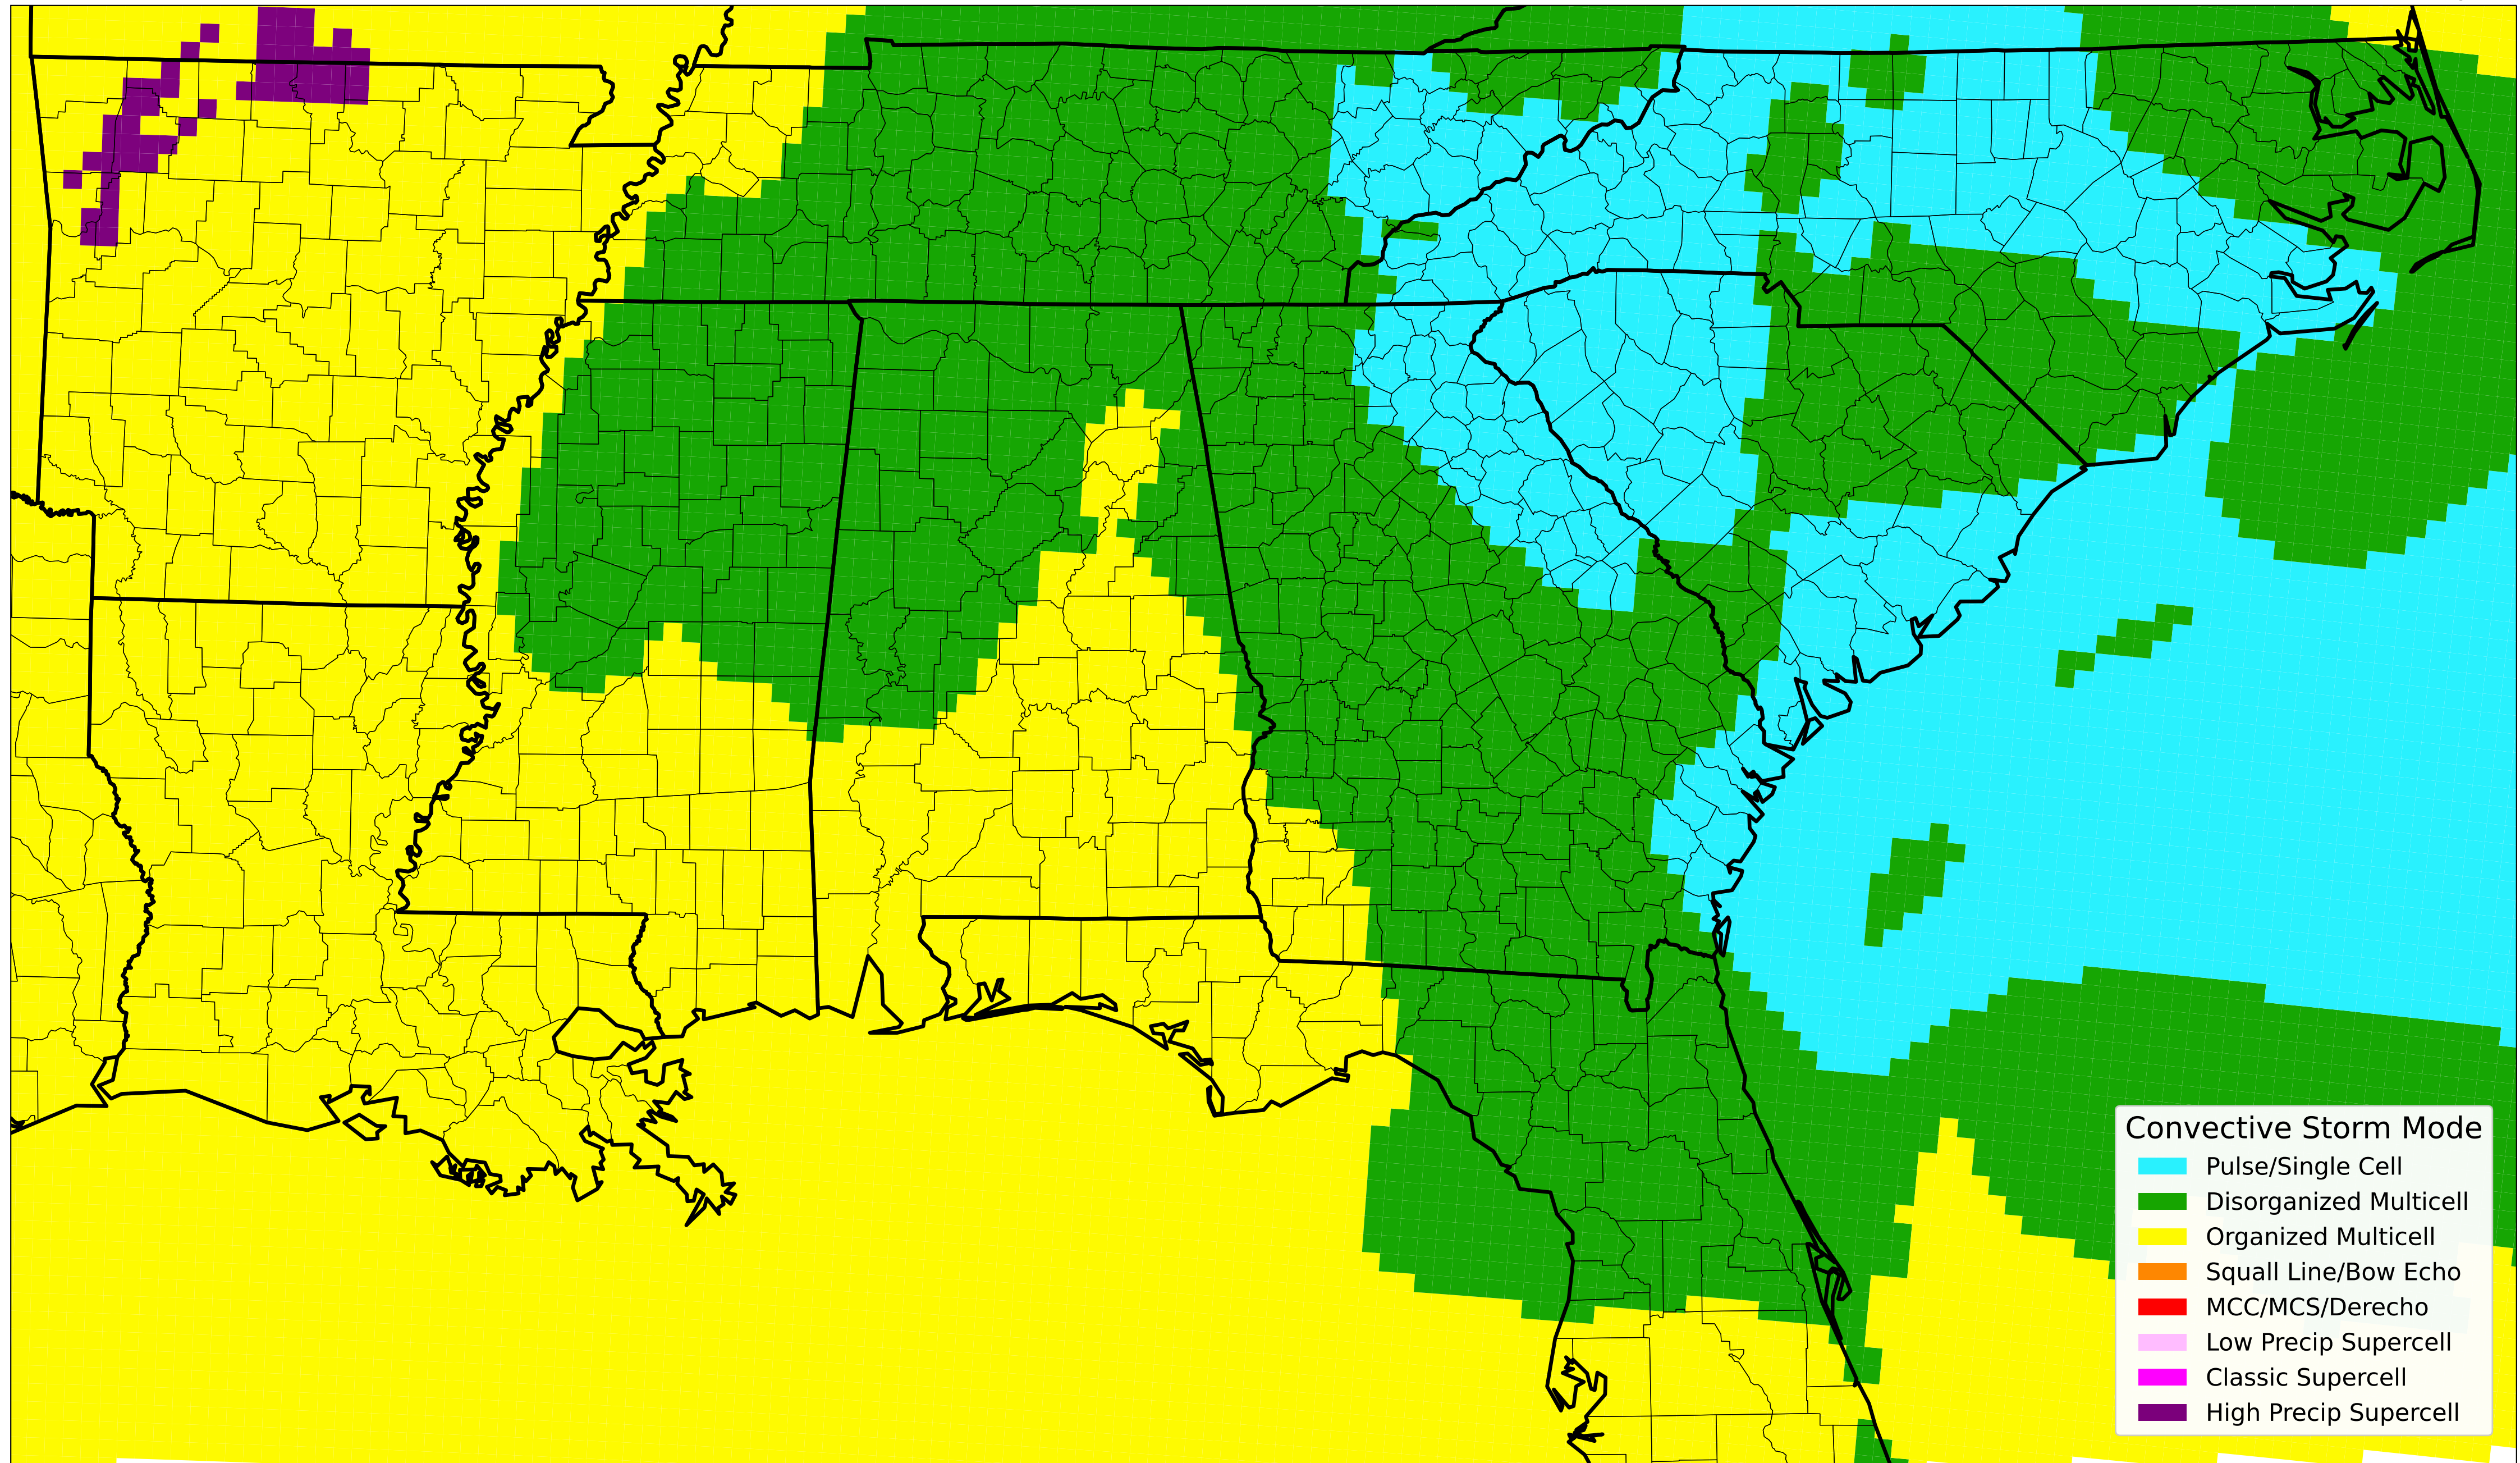 Convective Storm Mode
Pulse/Single Cell
Disorganized Multicell
Organized Multicell
Squall Line/Bow Echo
MCC/MCS/Derecho
Low Precip Supercell
Classic Supercell
High Precip Supercell